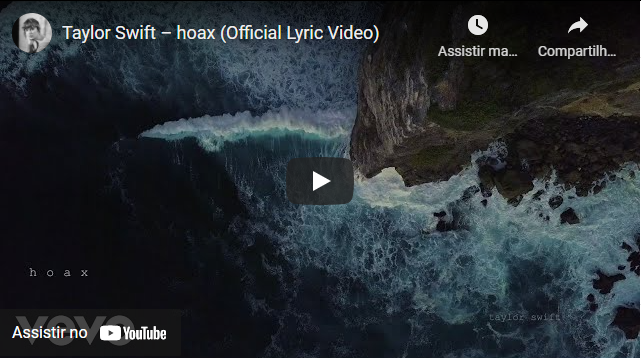 Taylor Swift – hoax (Official Lyric Video)
Assistir ma...
Compartilh...
h o a x
taylor swift
vevo
Assistir no YouTube